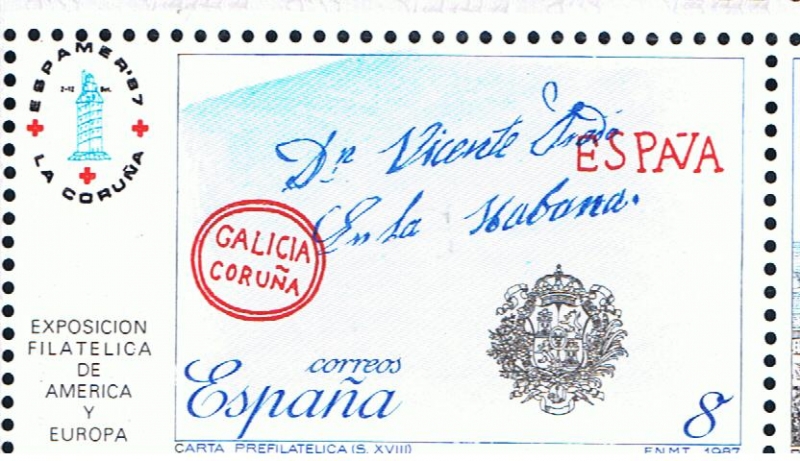 ESPAMER'87
2-12 Oct.
LA CORUÑA
EXPOSICION
FILATELICA
DE
AMERICA
Y
EUROPA
Dn. Vicente
ESPAÑA
En la Habana.
GALICIA
CORUÑA
correos
España
8
CARTA PREFILATELICA (S. XVIII)
F.N.M.T. 1987